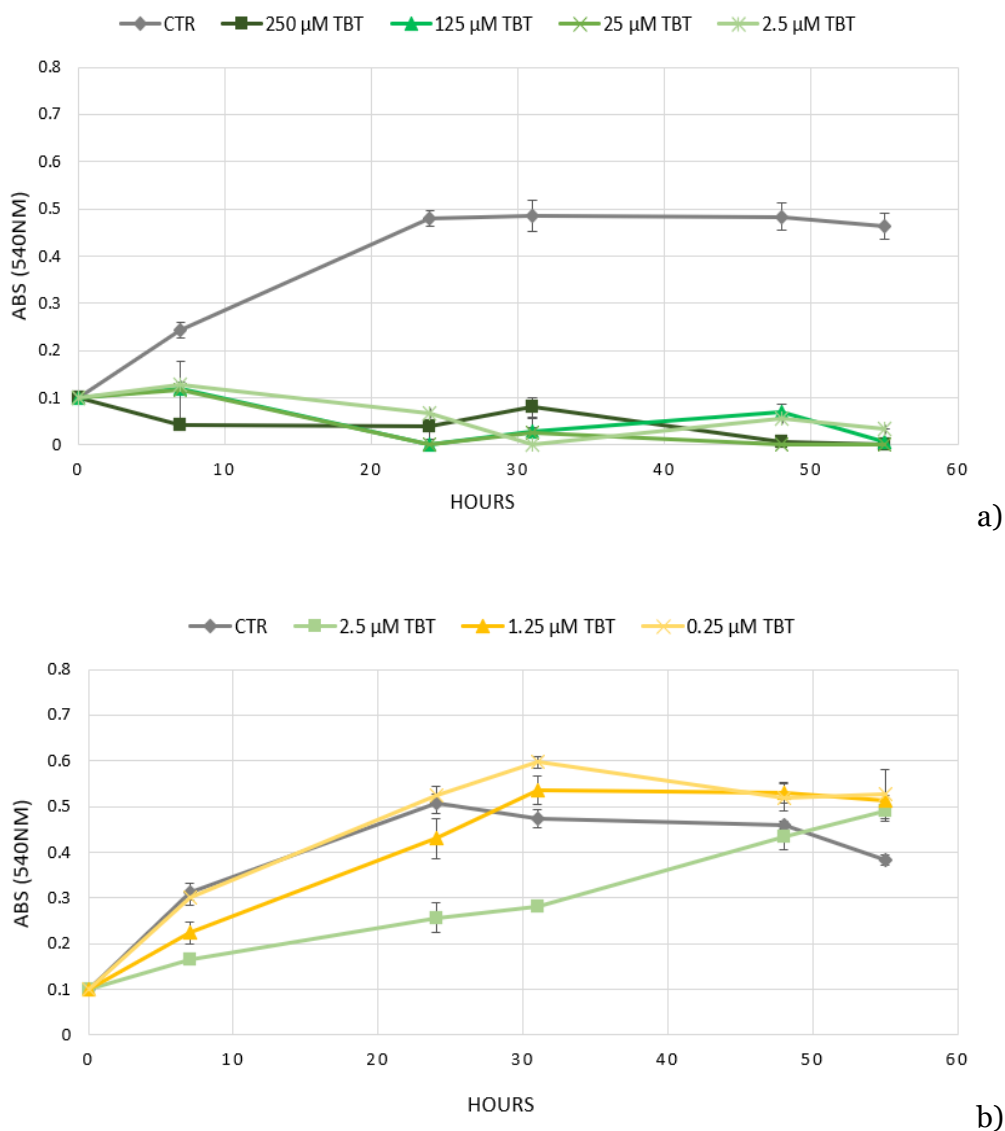 CTR 250 µM TBT 125 µM TBT 25 µM TBT 2.5 µM TBT
0.8
0.7
0.6
0.5
0.4
0.3
0.2
0.1
0
ABS (540NM)
0 10 20 30 40 50 60
HOURS
a)
CTR 2.5 µM TBT 1.25 µM TBT 0.25 µM TBT
0.8
0.7
0.6
0.5
0.4
0.3
0.2
0.1
0
ABS (540NM)
0 10 20 30 40 50 60
HOURS
b)